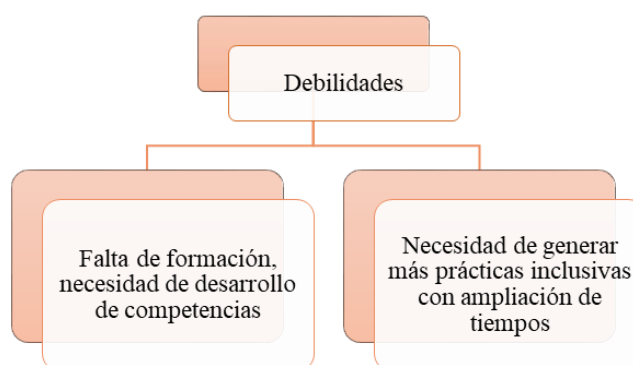 Debilidades
Falta de formación,
necesidad de desarrollo
de competencias
Necesidad de generar
más prácticas inclusivas
con ampliación de
tiempos